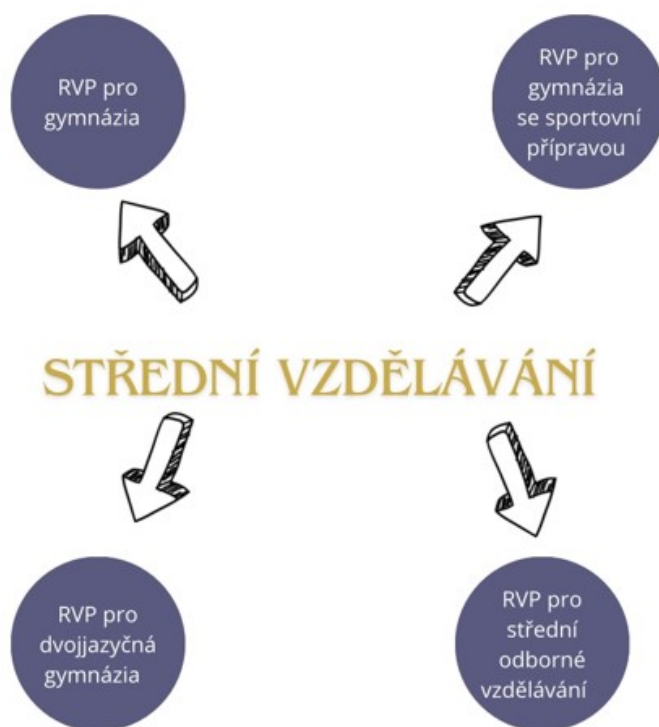 RVP pro
gymnázia
RVP pro
gymnázia
se sportovní
přípravou
STŘEDNÍ VZDĚLÁVÁNÍ
RVP pro
dvojjazyčná
gymnázia
RVP pro
střední
odborné
vzdělávání